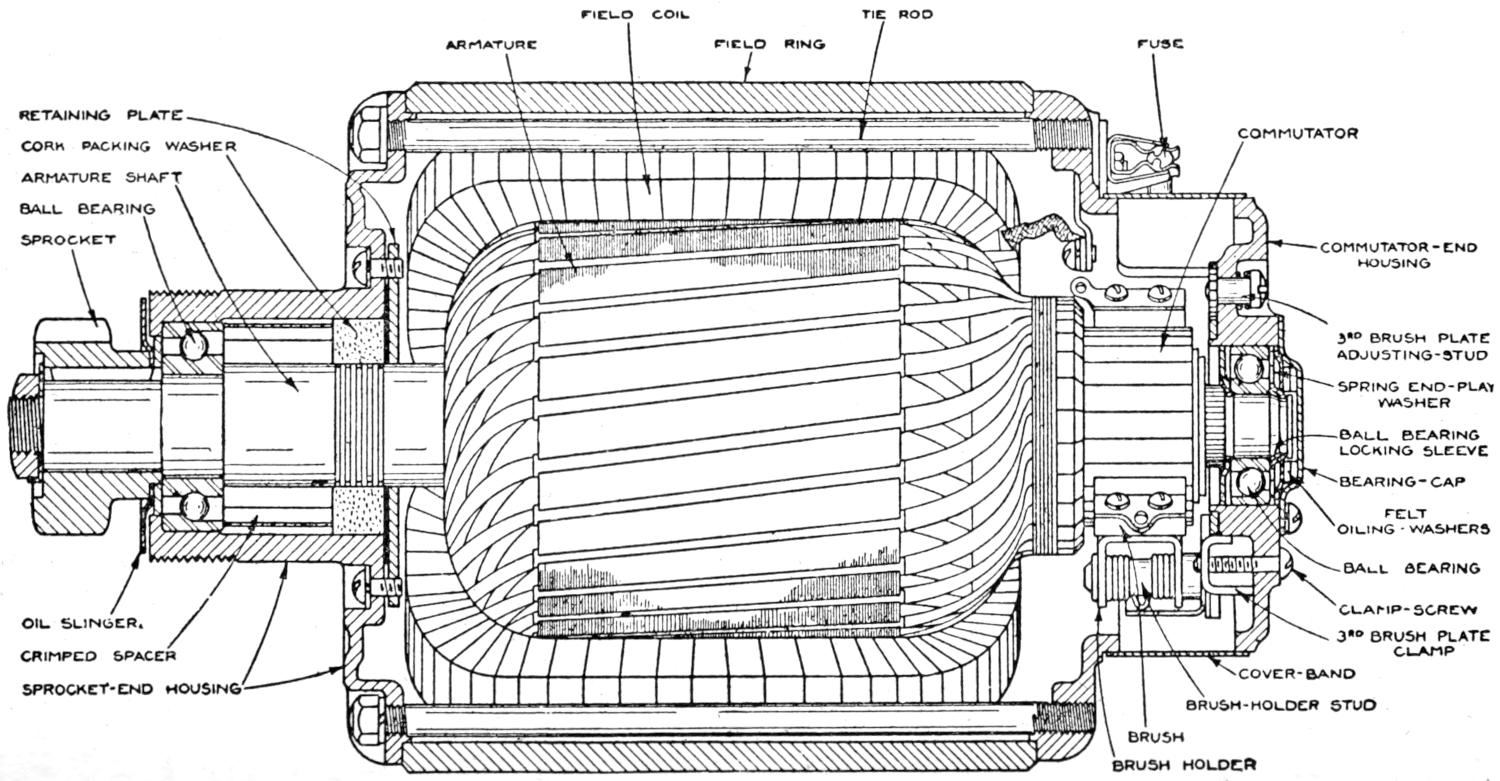 FIELD COIL
TIE ROD
ARMATURE
FIELD RING
FUSE
RETAINING PLATE
CORK PACKING WASHER
ARMATURE SHAFT
BALL BEARING
SPROCKET
COMMUTATOR
COMMUTATOR-END
HOUSING
3RD BRUSH PLATE
ADJUSTING-STUD
SPRING END-PLAY
WASHER
BALL BEARING
LOCKING SLEEVE
BEARING-CAP
FELT
OILING-WASHERS
BALL BEARING
CLAMP-SCREW
3RD BRUSH PLATE
CLAMP
OIL SLINGER
CRIMPED SPACER
SPROCKET-END HOUSING
COVER-BAND
BRUSH-HOLDER STUD
BRUSH
BRUSH HOLDER